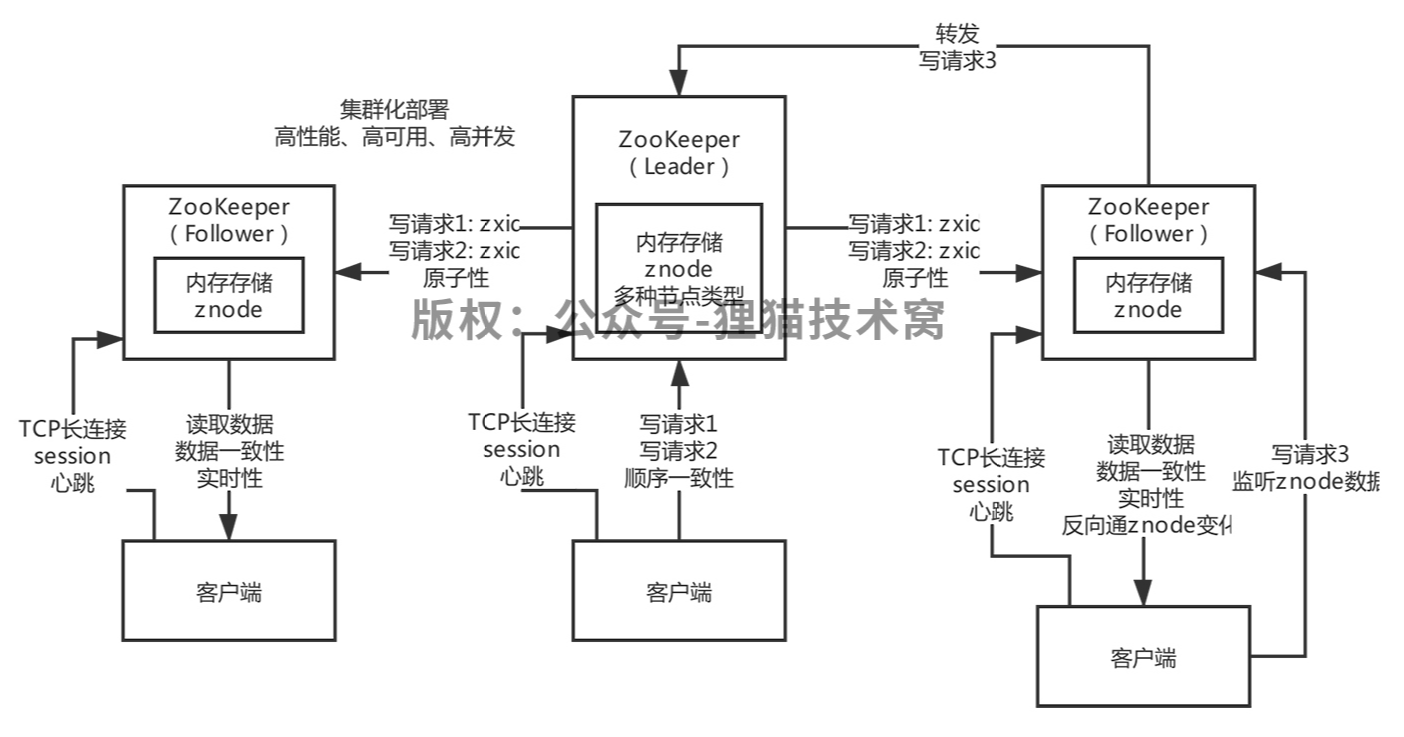 转发
写请求3
集群化部署
高性能、高可用、高并发
ZooKeeper
( Leader )
内存存储
znode
多种节点类型
ZooKeeper
( Follower )
内存存储
znode
写请求1: zxic
写请求2: zxic
原子性
写请求1: zxic
写请求2: zxic
原子性
ZooKeeper
( Follower )
内存存储
znode
版权：公众号-狸猫技术窝
TCP长连接
session
心跳
读取数据
数据一致性
实时性
TCP长连接
session
心跳
写请求1
写请求2
顺序一致性
TCP长连接
session
心跳
读取数据
数据一致性
实时性
反向通znode变化
写请求3
监听znode数据
客户端
客户端
客户端